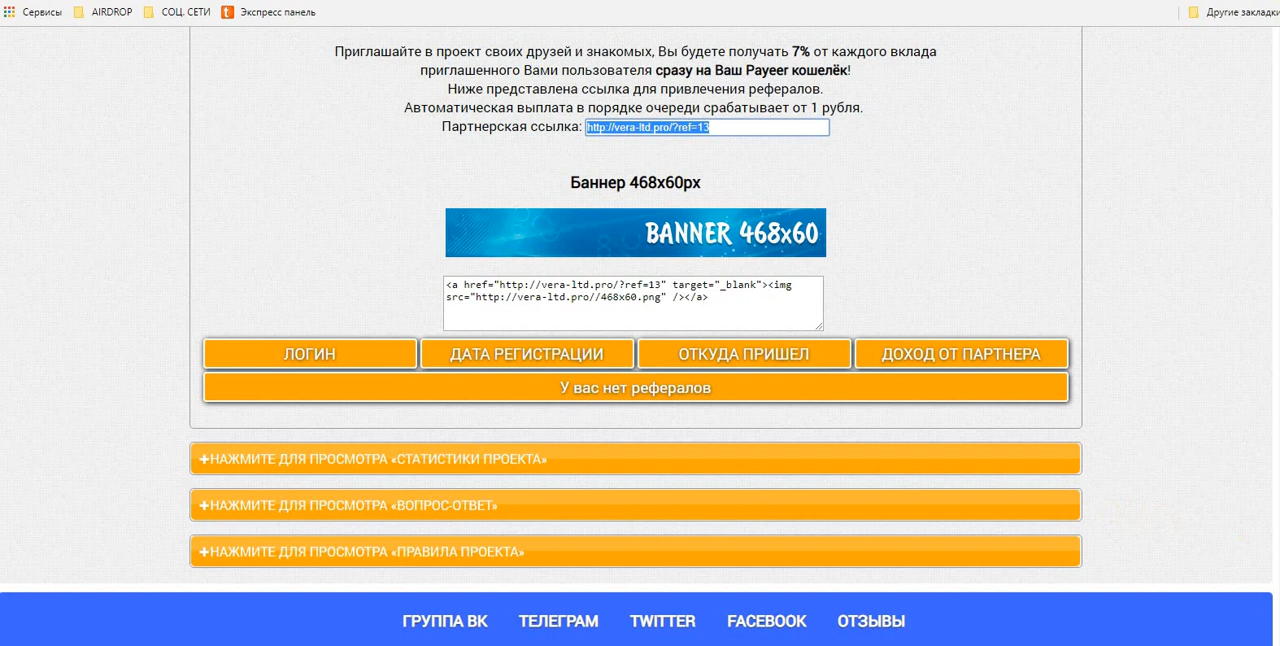 Сервисы AIRDROP СОЦ. СЕТИ t Экспресс панель Другие закладки
Приглашайте в проект своих друзей и знакомых, Вы будете получать 7% от каждого вклада
приглашенного Вами пользователя сразу на Ваш Payeer кошелёк!
Ниже представлена ссылка для привлечения рефералов.
Автоматическая выплата в порядке очереди срабатывает от 1 рубля.
Партнерская ссылка: http://vera-ltd.pro/?ref=13
Баннер 468x60px
BANNER 468x60
<a href="http://vera-ltd.pro/?ref=13" target="_blank"><img
src="http://vera-ltd.pro//468x60.png" /></a>
ЛОГИН ДАТА РЕГИСТРАЦИИ ОТКУДА ПРИШЕЛ ДОХОД ОТ ПАРТНЕРА
У вас нет рефералов
+НАЖМИТЕ ДЛЯ ПРОСМОТРА «СТАТИСТИКИ ПРОЕКТА»
+НАЖМИТЕ ДЛЯ ПРОСМОТРА «ВОПРОС-ОТВЕТ»
+НАЖМИТЕ ДЛЯ ПРОСМОТРА «ПРАВИЛА ПРОЕКТА»
ГРУППА ВК ТЕЛЕГРАМ TWITTER FACEBOOK ОТЗЫВЫ